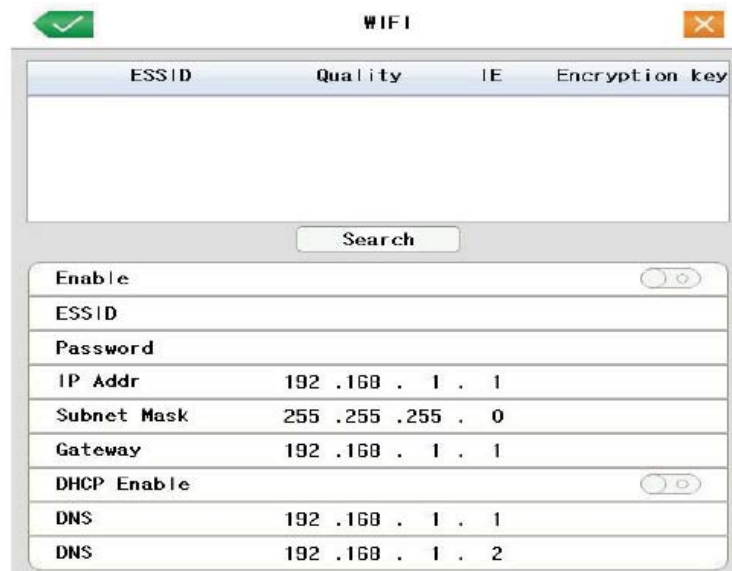 WIFI
ESSID Quality IE Encryption key
Search
Enable
ESSID
Password
IP Addr 192 .168 . 1 . 1
Subnet Mask 255 .255 .255 . 0
Gateway 192 .168 . 1 . 1
DHCP Enable
DNS 192 .168 . 1 . 1
DNS 192 .168 . 1 . 2